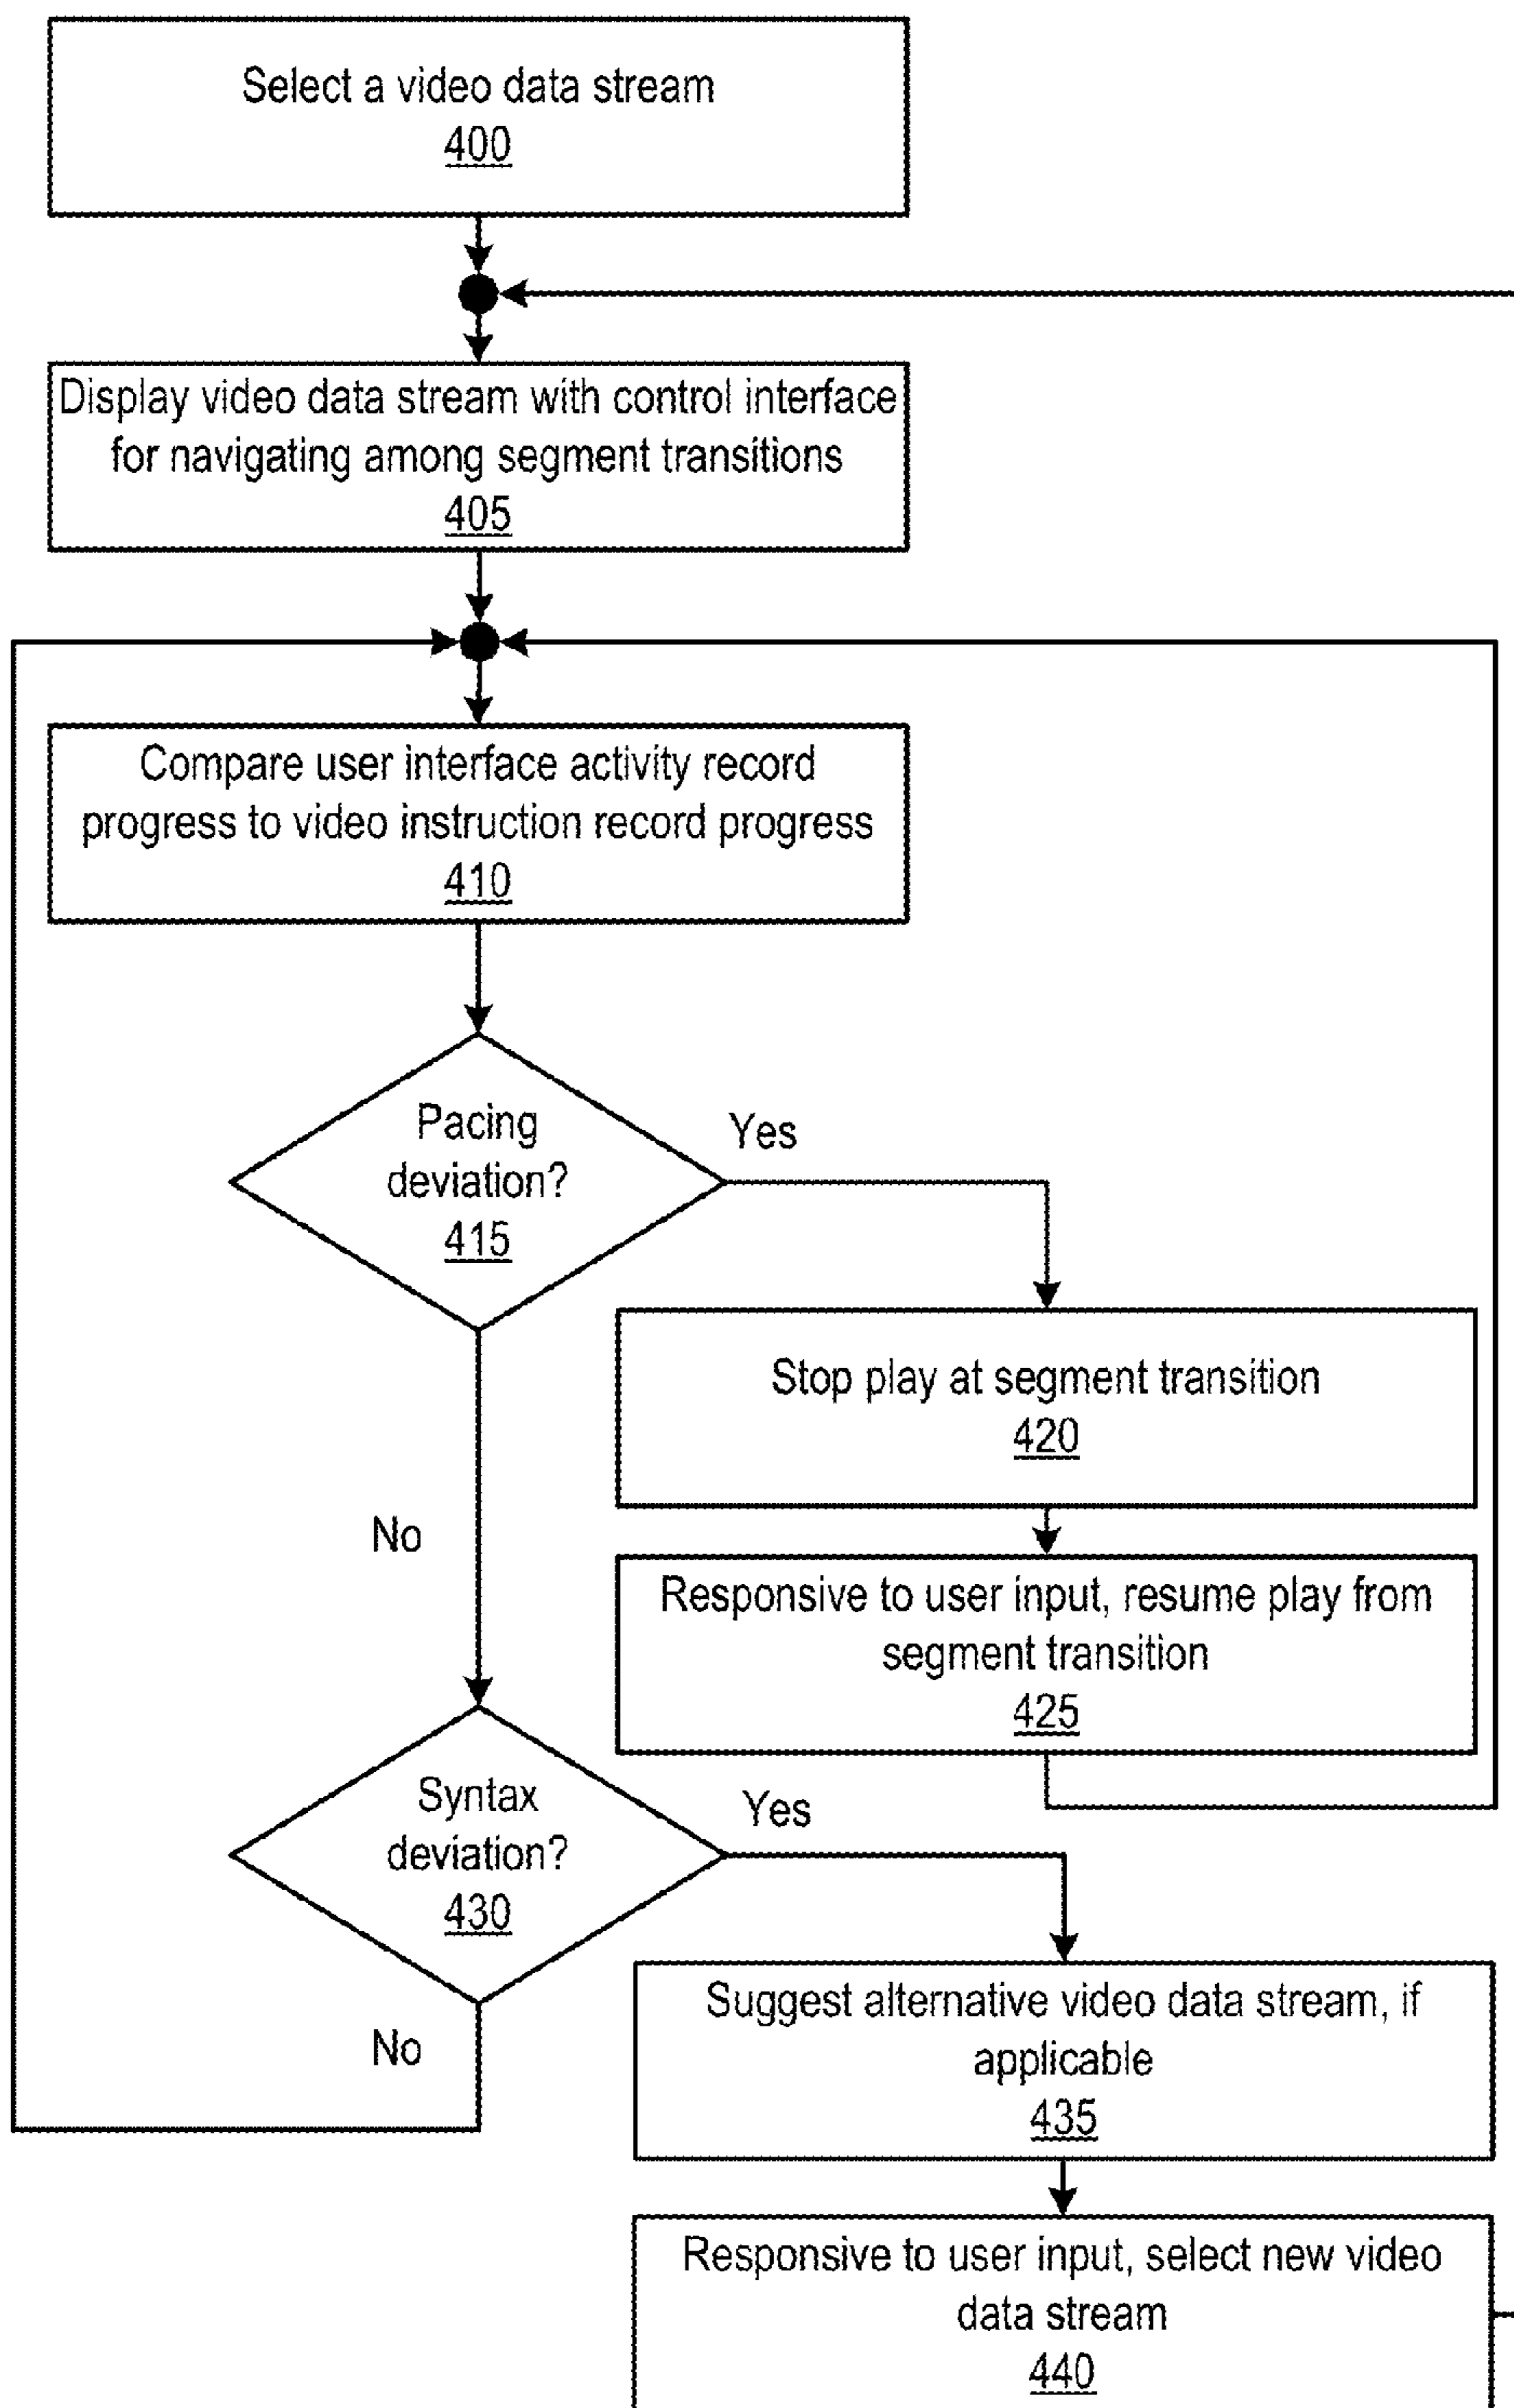 Select a video data stream
400
Display video data stream with control interface
for navigating among segment transitions
405
Compare user interface activity record
progress to video instruction record progress
410
Pacing
deviation?
415
Yes
Stop play at segment transition
420
No
Responsive to user input, resume play from
segment transition
425
Syntax
deviation?
430
Yes
Suggest alternative video data stream, if
applicable
435
No
Responsive to user input, select new video
data stream
440